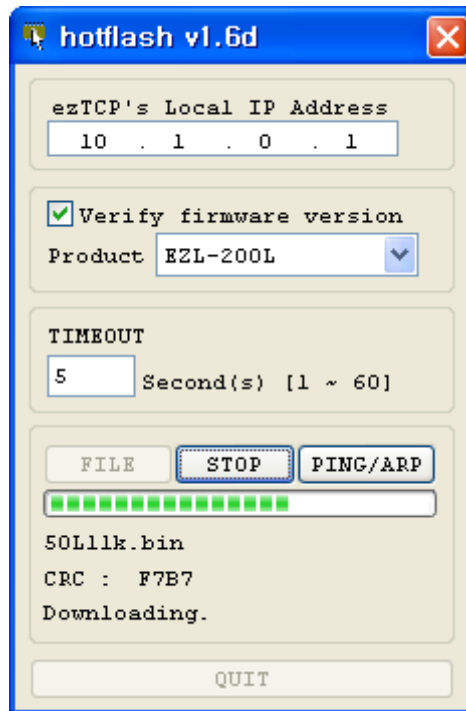 hotflash v1.6d
ezTCP's Local IP Address
10 . 1 . 0 . 1
Verify firmware version
Product EZL-200L
TIMEOUT
5 Second(s) [1 ~ 60]
FILE STOP PING/ARP
50L11k.bin
CRC : F7B7
Downloading.
QUIT